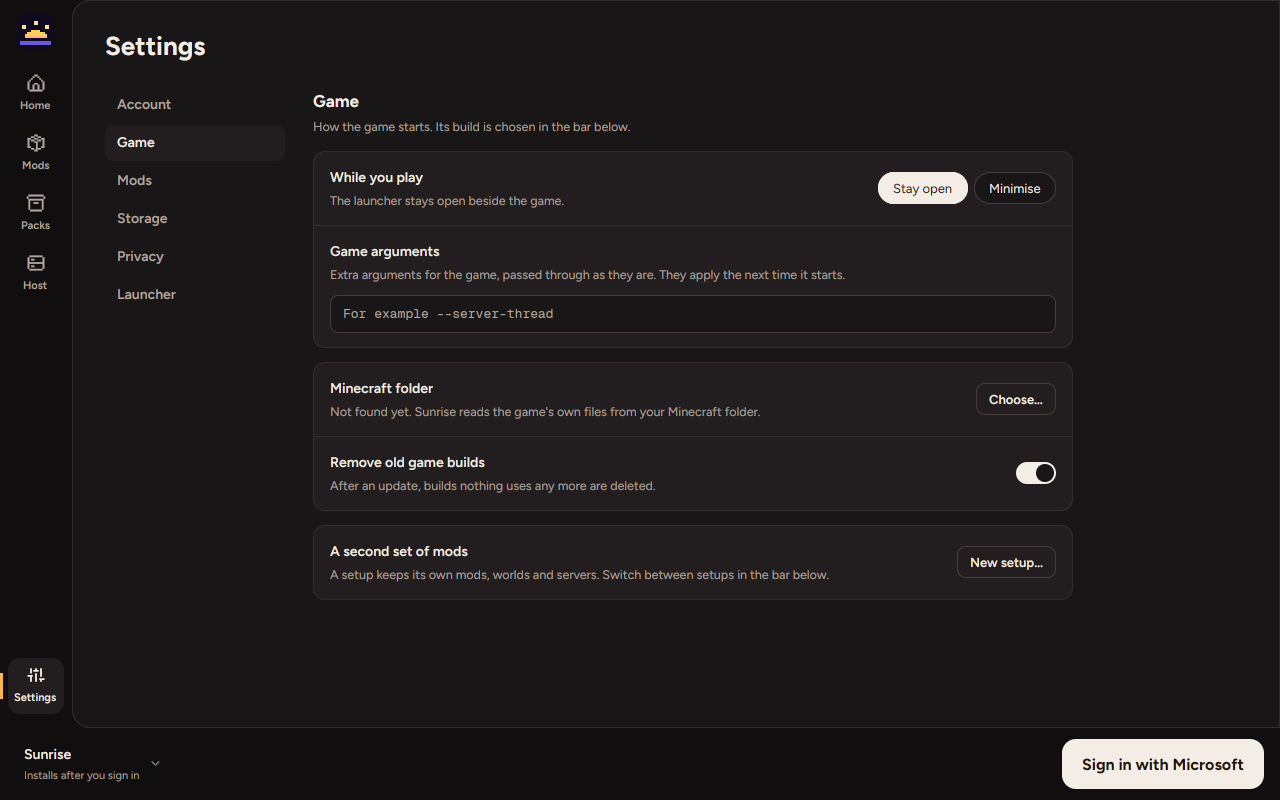 Settings
Home
Mods
Packs
Host
Settings
Account
Game
Mods
Storage
Privacy
Launcher
Game
How the game starts. Its build is chosen in the bar below.
While you play
The launcher stays open beside the game.
Stay open
Minimise
Game arguments
Extra arguments for the game, passed through as they are. They apply the next time it starts.
For example --server-thread
Minecraft folder
Not found yet. Sunrise reads the game's own files from your Minecraft folder.
Choose...
Remove old game builds
After an update, builds nothing uses any more are deleted.
A second set of mods
A setup keeps its own mods, worlds and servers. Switch between setups in the bar below.
New setup...
Sunrise
Installs after you sign in
Sign in with Microsoft